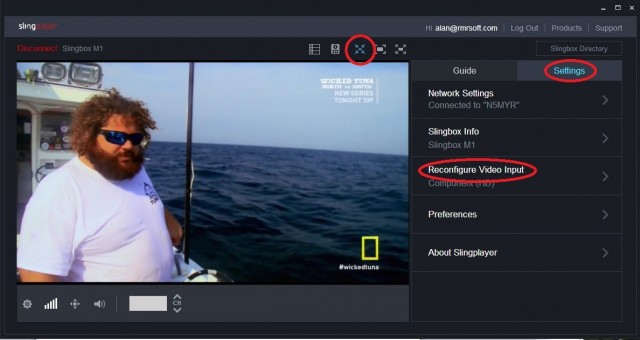 slingplayer
Hi alan@rmrsoft.com | Log Out | Products | Support
Disconnect Slingbox M1
Slingbox Directory
WICKED TUNA
NORTH vs SOUTH
NEW SERIES
TONIGHT 10P
#wickedtuna
CH
Guide
Settings
Network Settings
Connected to "N5MYR"
Slingbox Info
Slingbox M1
Reconfigure Video Input
Component (HD)
Preferences
About Slingplayer